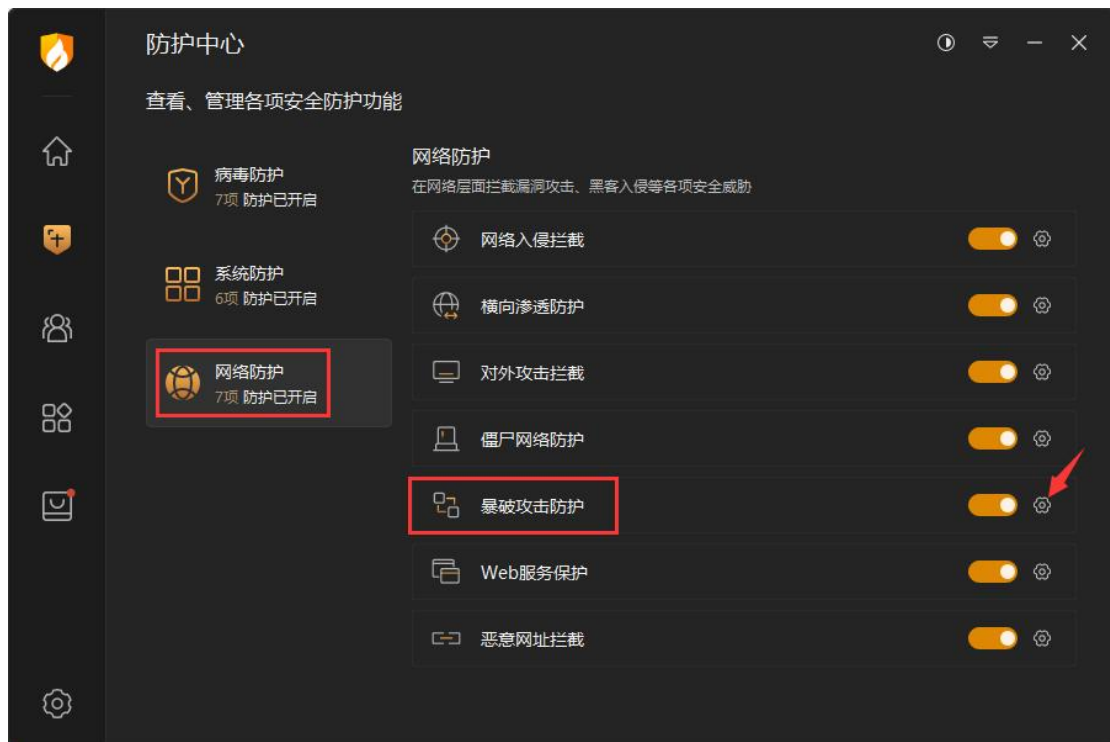 防护中心
查看、管理各项安全防护功能
病毒防护
7项 防护已开启
系统防护
6项 防护已开启
网络防护
7项 防护已开启
网络防护
在网络层面拦截漏洞攻击、黑客入侵等各项安全威胁
网络入侵拦截
横向渗透防护
对外攻击拦截
僵尸网络防护
暴破攻击防护
Web服务保护
恶意网址拦截